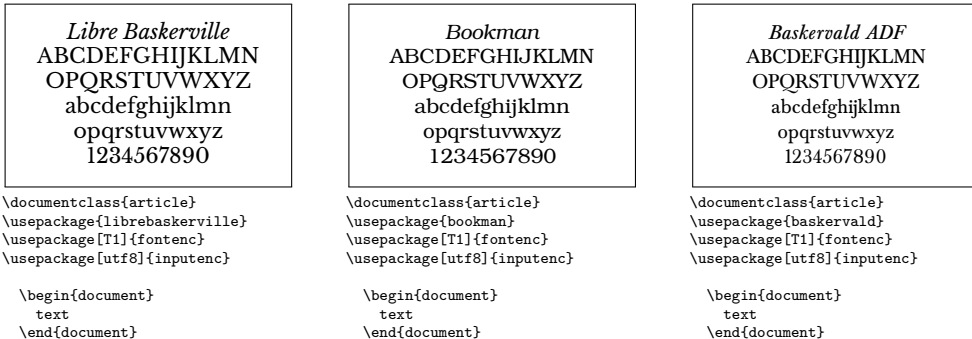 Libre Baskerville
ABCDEFGHIJKLMN
OPQRSTUVWXYZ
abcdefghijklmn
opqrstuvwxyz
1234567890
\documentclass{article}
\usepackage{librebaskerville}
\usepackage[T1]{fontenc}
\usepackage[utf8]{inputenc}
\begin{document}
text
\end{document}
Bookman
ABCDEFGHIJKLMN
OPQRSTUVWXYZ
abcdefghijklmn
opqrstuvwxyz
1234567890
\documentclass{article}
\usepackage{bookman}
\usepackage[T1]{fontenc}
\usepackage[utf8]{inputenc}
\begin{document}
text
\end{document}
Baskervald ADF
ABCDEFGHIJKLMN
OPQRSTUVWXYZ
abcdefghijklmn
opqrstuvwxyz
1234567890
\documentclass{article}
\usepackage{baskervald}
\usepackage[T1]{fontenc}
\usepackage[utf8]{inputenc}
\begin{document}
text
\end{document}